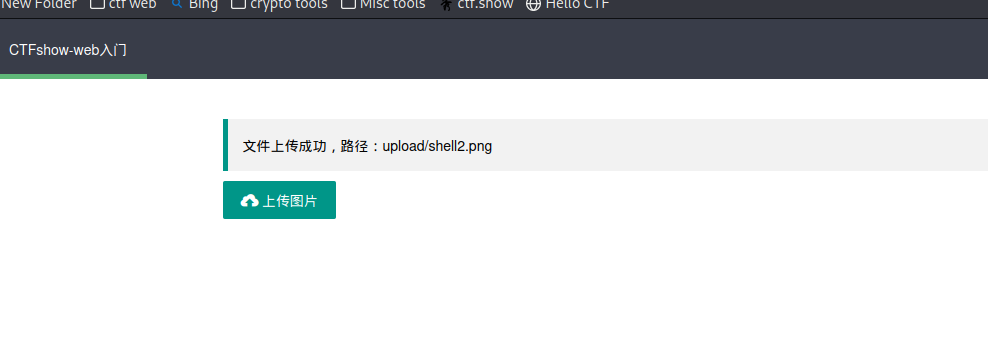 New Folder ctf web Bing crypto tools Misc tools ctf.show Hello CTF
CTFshow-web入门
文件上传成功，路径：upload/shell2.png
上传图片